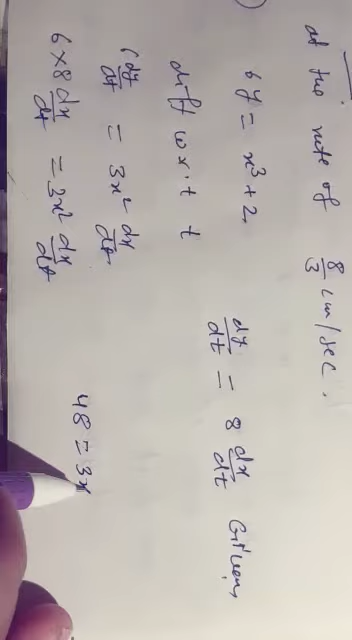 at the rate of 8/3 cm/sec.
6y = x³ + 2,
dy/dt = 8 dx/dt Given,
diff w.r.t t
6 dy/dt = 3x² dx/dt
6 × 8 dx/dt = 3x² dx/dt
48 = 3x